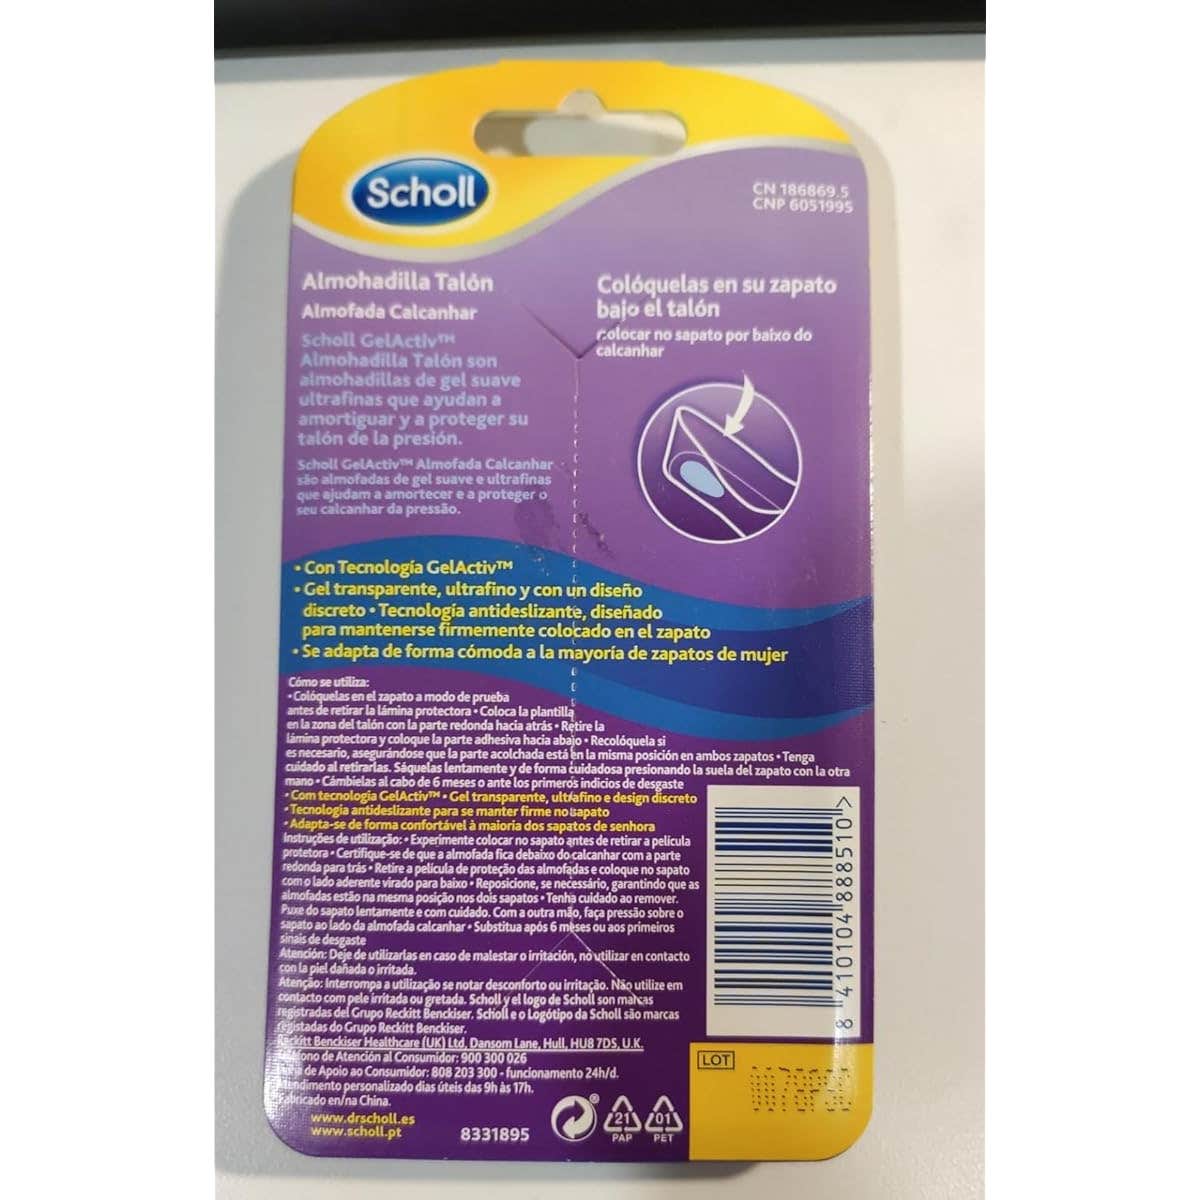 Scholl
CN 186869.5
CNP 6051995
Almohadilla Talón
Almofada Calcanhar
Scholl GelActiv™
Almohadilla Talón son
almohadillas de gel suave
ultrafinas que ayudan a
amortiguar y a proteger su
talón de la presión.
Scholl GelActiv™ Almofada Calcanhar
são almofadas de gel suave e ultrafinas
que ajudam a amortecer e a proteger o
seu calcanhar da pressão.
Colóquelas en su zapato
bajo el talón
colocar no sapato por baixo do
calcanhar
• Con Tecnología GelActiv™
• Gel transparente, ultrafino y con un diseño
discreto • Tecnología antideslizante, diseñado
para mantenerse firmemente colocado en el zapato
• Se adapta de forma cómoda a la mayoría de zapatos de mujer
Cómo se utiliza:
• Colóquelas en el zapato a modo de prueba
antes de retirar la lámina protectora • Coloca la plantilla
en la zona del talón con la parte redonda hacia atrás • Retire la
lámina protectora y coloque la parte adhesiva hacia abajo • Recolóquela si
es necesario, asegurándose que la parte acolchada está en la misma posición en ambos zapatos • Tenga
cuidado al retirarlas. Sáquelas lentamente y de forma cuidadosa presionando la suela del zapato con la otra
mano • Cámbielas al cabo de 6 meses o ante los primeros indicios de desgaste
• Com tecnologia GelActiv™ • Gel transparente, ultrafino e design discreto
• Tecnologia antideslizante para se manter firme no sapato
• Adapta-se de forma confortável à maioria dos sapatos de senhora
Instruções de utilização: • Experimente colocar no sapato antes de retirar a película
protetora • Certifique-se de que a almofada fica debaixo do calcanhar com a parte
redonda para trás • Retire a película de proteção das almofadas e coloque no sapato
com o lado aderente virado para baixo • Reposicione, se necessário, garantindo que as
almofadas estão na mesma posição nos dois sapatos • Tenha cuidado ao remover.
Puxe do sapato lentamente e com cuidado. Com a outra mão, faça pressão sobre o
sapato ao lado da almofada calcanhar • Substitua após 6 meses ou aos primeiros
sinais de desgaste
Atención: Deje de utilizarlas en caso de malestar o irritación, no utilizar en contacto
con la piel dañada o irritada.
Atenção: Interrompa a utilização se notar desconforto ou irritação. Não utilize em
contacto com pele irritada ou gretada. Scholl y el logo de Scholl son marcas
registradas del Grupo Reckitt Benckiser. Scholl e o Logótipo da Scholl são marcas
registadas do Grupo Reckitt Benckiser.
Reckitt Benckiser Healthcare (UK) Ltd, Dansom Lane, Hull, HU8 7DS, U.K.
Teléfono de Atención al Consumidor: 900 300 026
de Apoio ao Consumidor: 808 203 300 - funcionamento 24h/d.
Atendimento personalizado dias úteis das 9h às 17h.
Fabricado en/na China.
www.drscholl.es
www.scholl.pt
8331895
®
21
PAP
01
PET
8 410104 888510 >
LOT